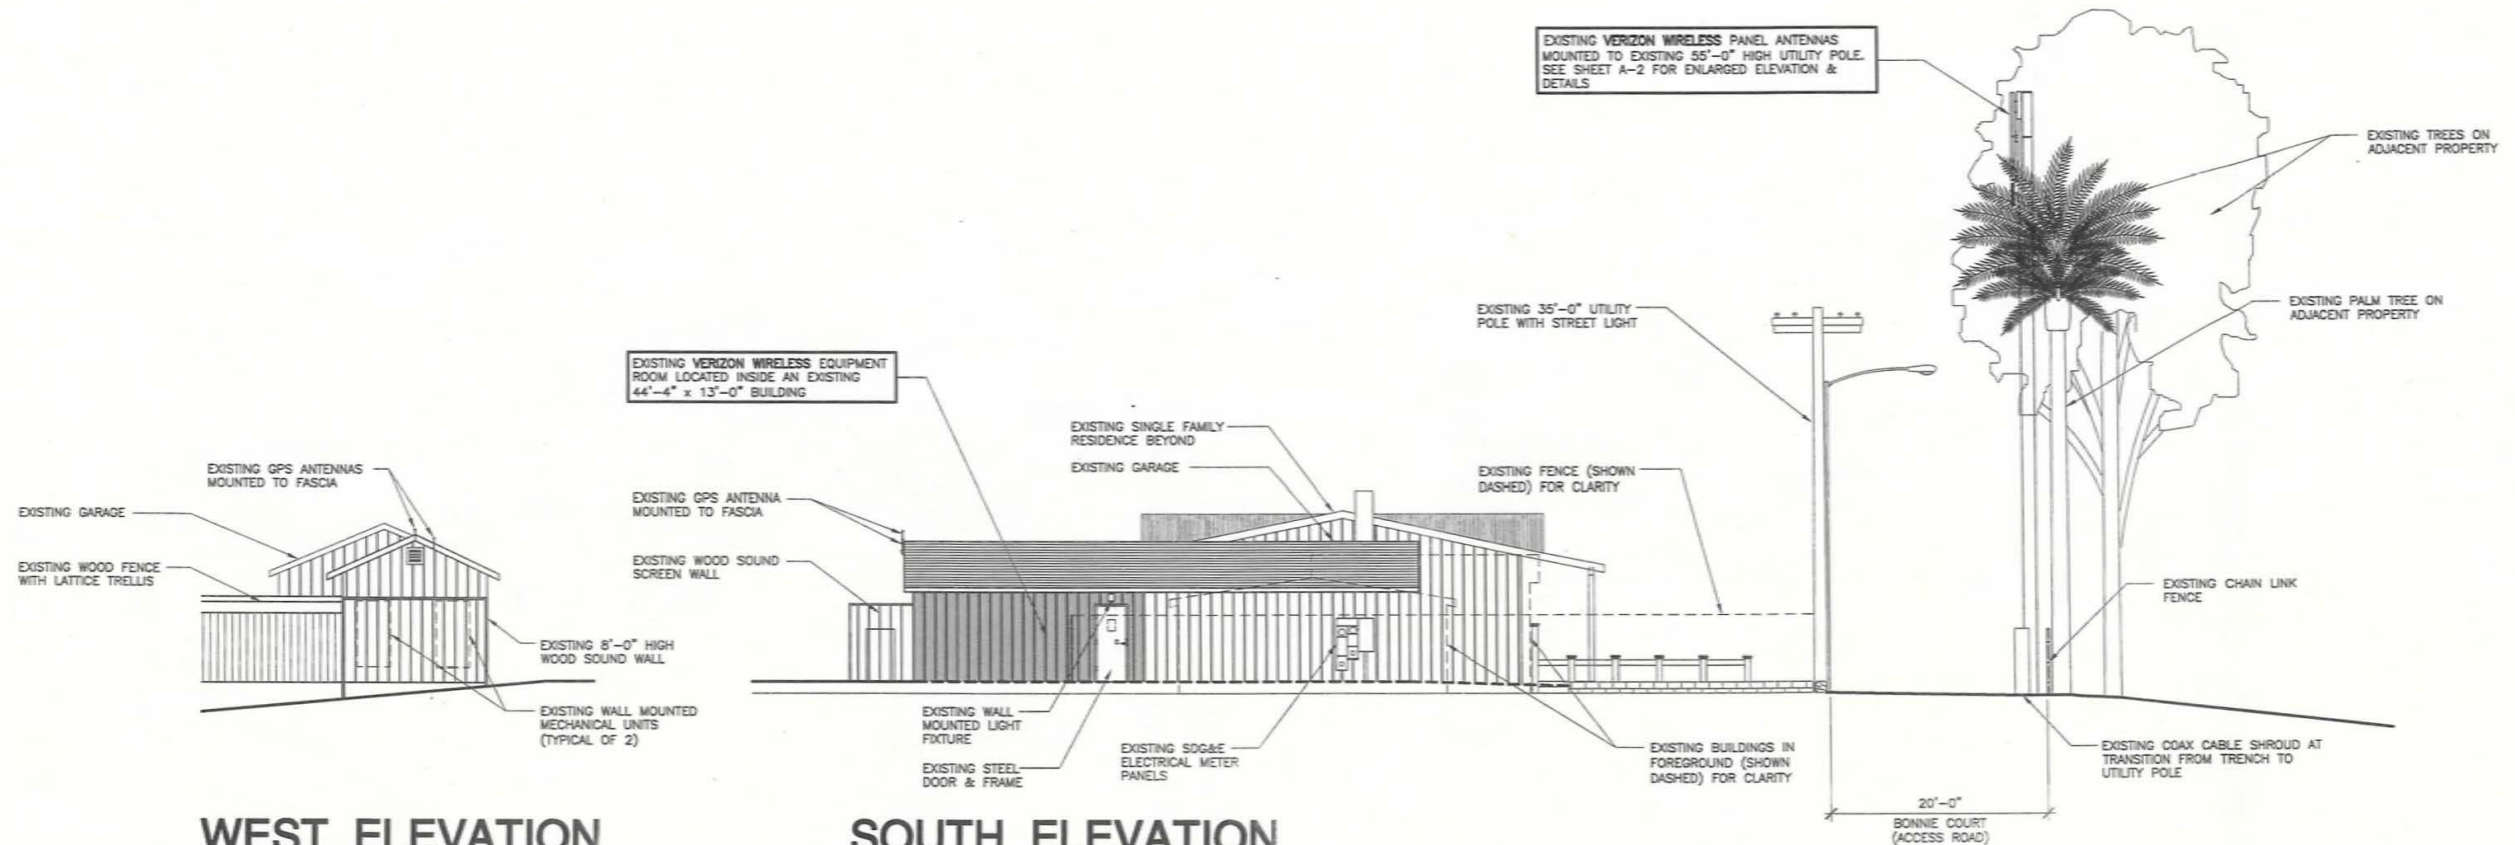 EXISTING VERIZON WIRELESS PANEL ANTENNAS
MOUNTED TO EXISTING 55'-0" HIGH UTILITY POLE.
SEE SHEET A-2 FOR ENLARGED ELEVATION &
DETAILS
EXISTING TREES ON
ADJACENT PROPERTY
EXISTING PALM TREE ON
ADJACENT PROPERTY
EXISTING 35'-0" UTILITY
POLE WITH STREET LIGHT
EXISTING VERIZON WIRELESS EQUIPMENT
ROOM LOCATED INSIDE AN EXISTING
44'-4" x 13'-0" BUILDING
EXISTING SINGLE FAMILY
RESIDENCE BEYOND
EXISTING GARAGE
EXISTING FENCE (SHOWN
DASHED) FOR CLARITY
EXISTING GPS ANTENNAS
MOUNTED TO FASCIA
EXISTING GARAGE
EXISTING WOOD FENCE
WITH LATTICE TRELLIS
EXISTING GPS ANTENNA
MOUNTED TO FASCIA
EXISTING WOOD SOUND
SCREEN WALL
EXISTING CHAIN LINK
FENCE
EXISTING 8'-0" HIGH
WOOD SOUND WALL
EXISTING WALL MOUNTED
MECHANICAL UNITS
(TYPICAL OF 2)
EXISTING WALL
MOUNTED LIGHT
FIXTURE
EXISTING STEEL
DOOR & FRAME
EXISTING SDG&E
ELECTRICAL METER
PANELS
EXISTING BUILDINGS IN
FOREGROUND (SHOWN
DASHED) FOR CLARITY
EXISTING COAX CABLE SHROUD AT
TRANSITION FROM TRENCH TO
UTILITY POLE
20'-0"
BONNIE COURT
(ACCESS ROAD)
WEST ELEVATION
SOUTH ELEVATION